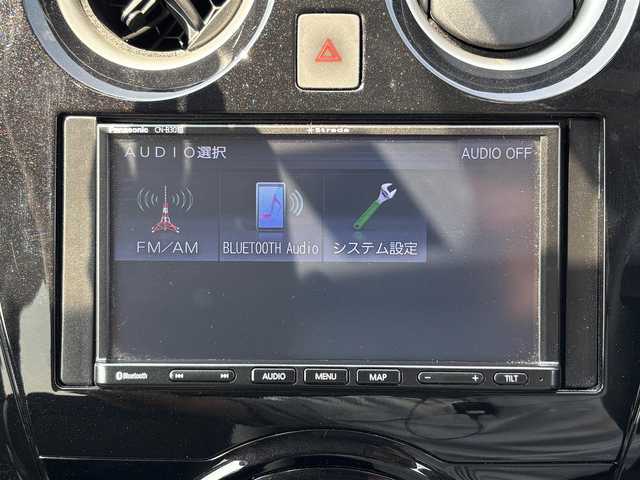 Panasonic Strada
AUDIO選択 AUDIO OFF
FM/AM BLUETOOTH Audio システム設定
Bluetooth AUDIO MENU MAP − + TILT